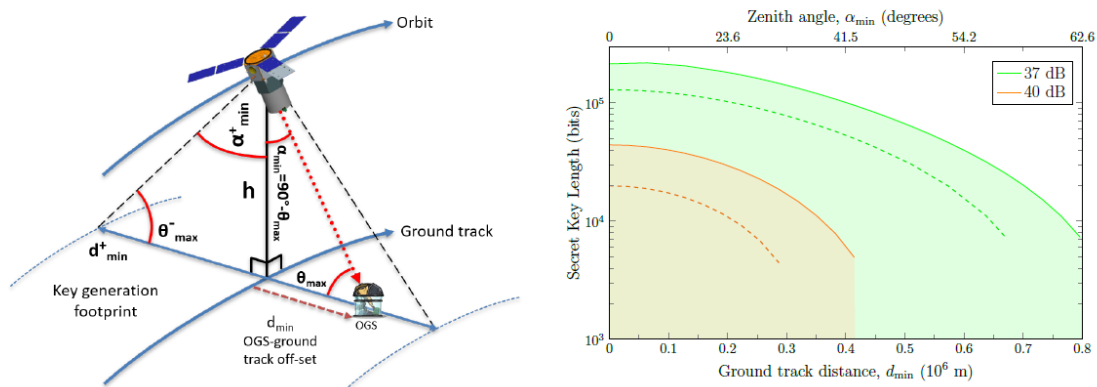 Orbit
α⁺min
αmin=90°-θmax
h
Ground track
θ⁻max
d⁺min
θmax
Key generation
footprint
OGS
dmin
OGS-ground
track off-set
Zenith angle, αmin (degrees)
0 23.6 41.5 54.2 62.6
37 dB
40 dB
Secret Key Length (bits)
10⁵
10⁴
10³
0 0.1 0.2 0.3 0.4 0.5 0.6 0.7 0.8
Ground track distance, dmin (10⁶ m)